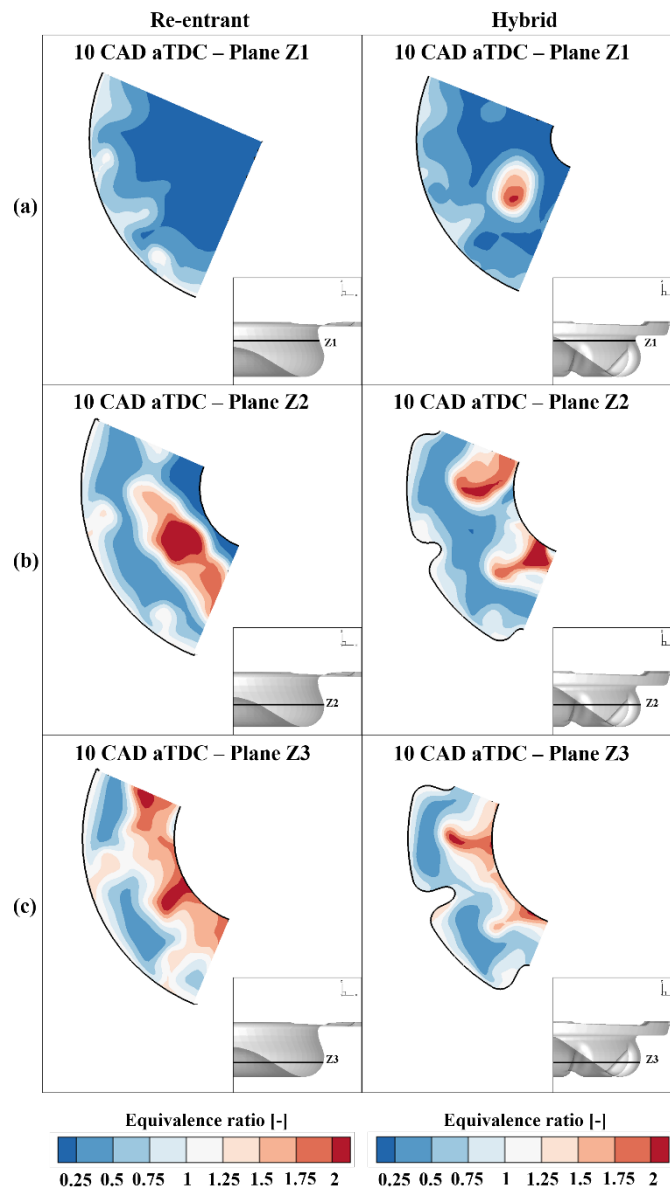 Re-entrant Hybrid
10 CAD aTDC – Plane Z1 10 CAD aTDC – Plane Z1
(a)
Z1 Z1
10 CAD aTDC – Plane Z2 10 CAD aTDC – Plane Z2
(b)
Z2 Z2
10 CAD aTDC – Plane Z3 10 CAD aTDC – Plane Z3
(c)
Z3 Z3
Equivalence ratio [-] Equivalence ratio [-]
0.25 0.5 0.75 1 1.25 1.5 1.75 2 0.25 0.5 0.75 1 1.25 1.5 1.75 2